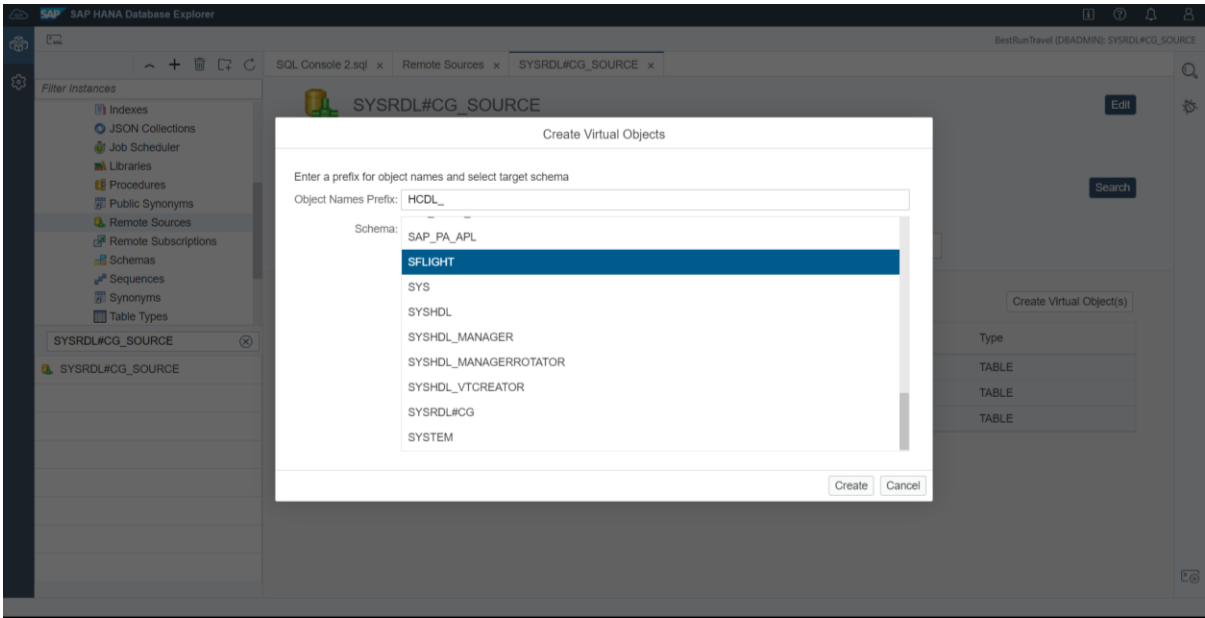 SAP SAP HANA Database Explorer
BestRunTravel (DBADMIN): SYSRDL#CG_SOURCE
SQL Console 2.sql x Remote Sources x SYSRDL#CG_SOURCE x
Filter Instances
Indexes
JSON Collections
Job Scheduler
Libraries
Procedures
Public Synonyms
Remote Sources
Remote Subscriptions
Schemas
Sequences
Synonyms
Table Types
SYSRDL#CG_SOURCE
SYSRDL#CG_SOURCE
SYSRDL#CG_SOURCE
Edit
Search
Create Virtual Object(s)
Type
TABLE
TABLE
TABLE
Create Virtual Objects
Enter a prefix for object names and select target schema
Object Names Prefix: HCDL_
Schema:
SAP_PA_APL
SFLIGHT
SYS
SYSHDL
SYSHDL_MANAGER
SYSHDL_MANAGERROTATOR
SYSHDL_VTCREATOR
SYSRDL#CG
SYSTEM
Create Cancel